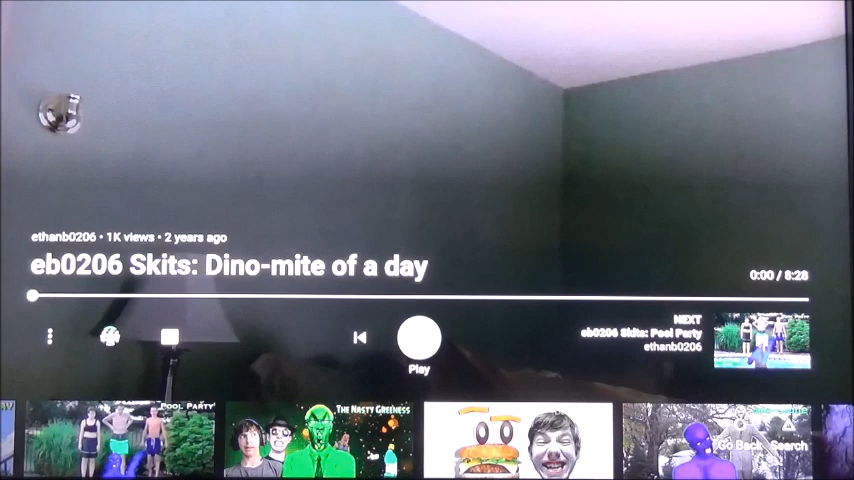 ethanb0206 • 1K views • 2 years ago
eb0206 Skits: Dino-mite of a day
0:00 / 8:28
NEXT
eb0206 Skits: Pool Party
ethanb0206
Play
POOL PARTY
THE NASTY GREENESS
Go Back
Search